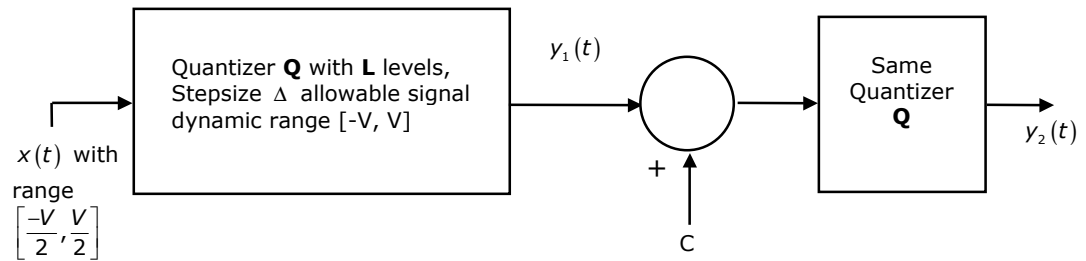 Quantizer Q with L levels,
Stepsize Δ allowable signal
dynamic range [-V, V]
x(t) with
range
[-V/2, V/2]
y₁(t)
+
C
Same
Quantizer
Q
y₂(t)